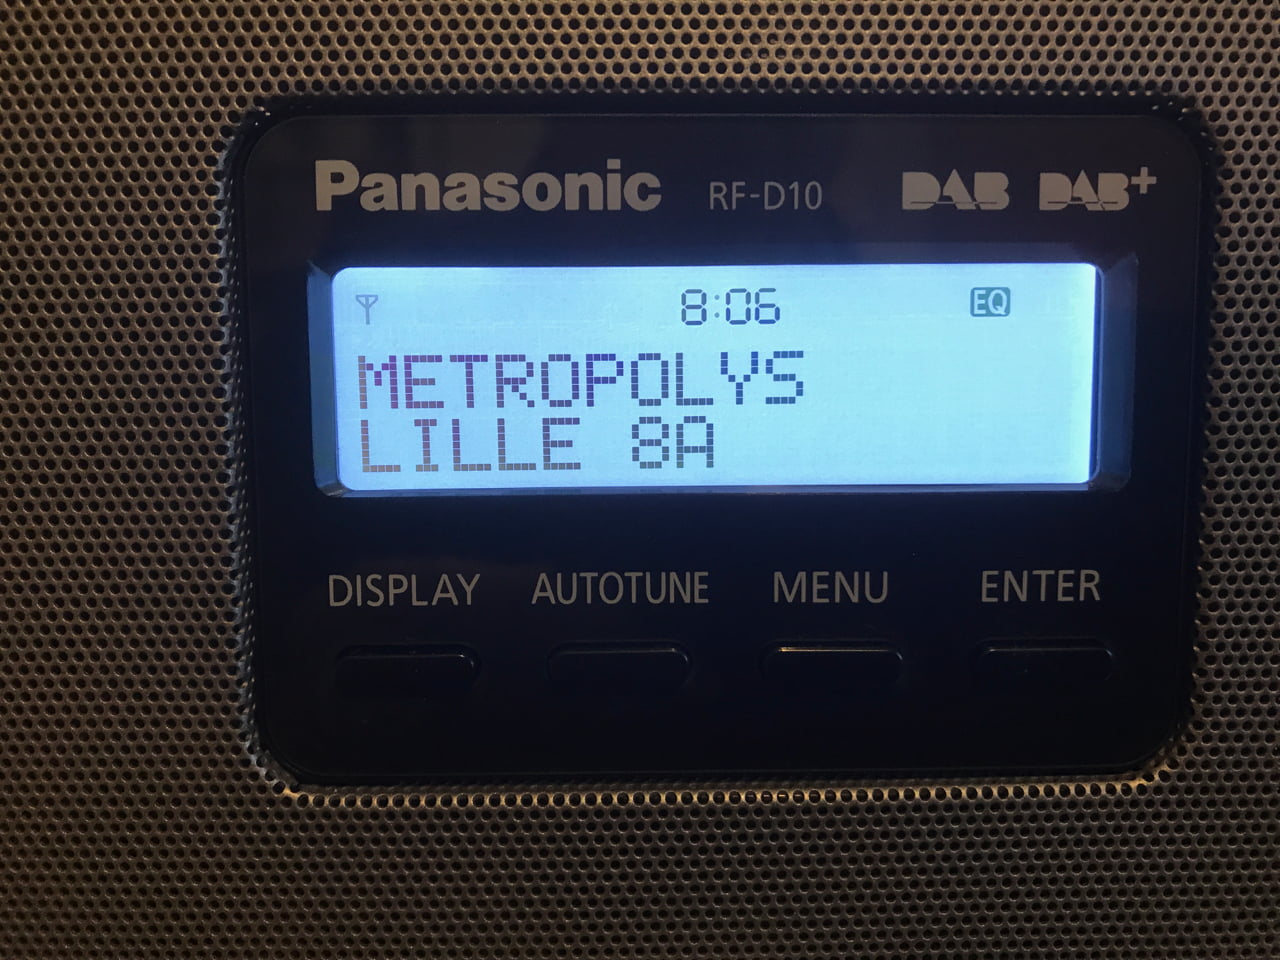 Panasonic RF-D10 DAB DAB+
8:06 EQ
METROPOLYS
LILLE 8A
DISPLAY AUTOTUNE MENU ENTER